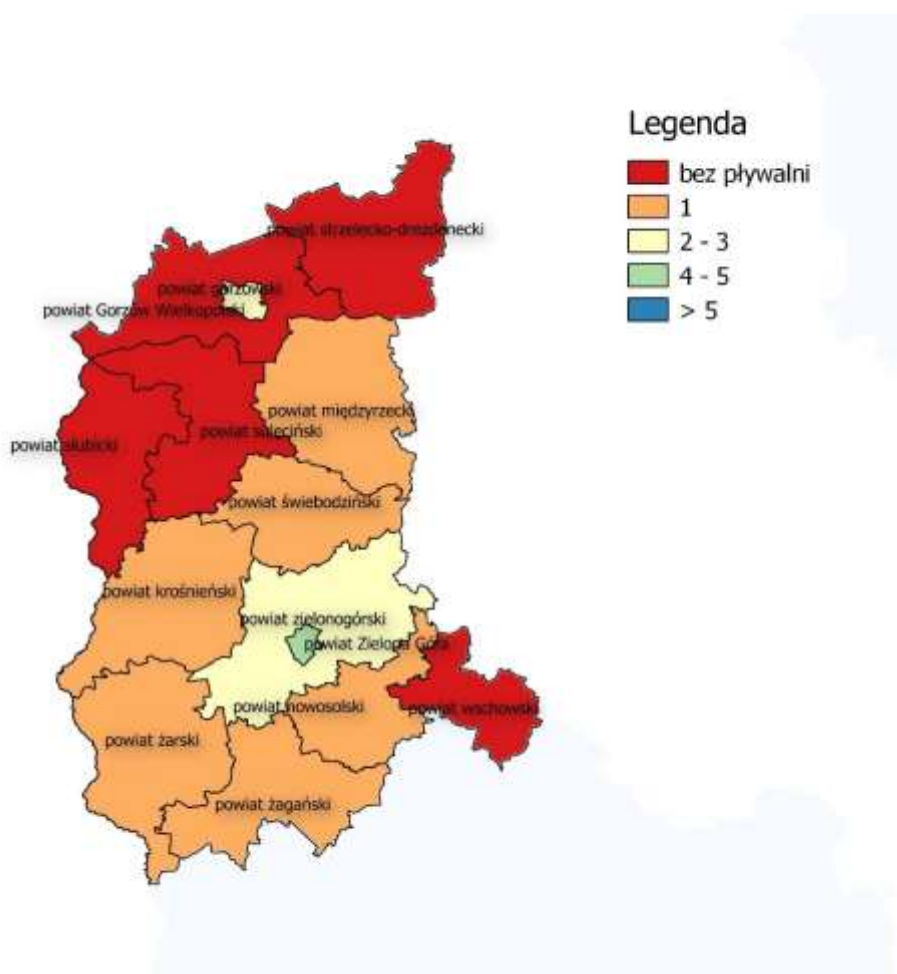 Legenda
bez pływalni
1
2 - 3
4 - 5
> 5
powiat strzelecko-drezdenecki
powiat gorzowski
powiat Gorzów Wielkopolski
powiat międzyrzecki
powiat sulęciński
powiat słubicki
powiat świebodziński
powiat krośnieński
powiat zielonogórski
powiat Zielona Góra
powiat nowosolski
powiat wschowski
powiat żarski
powiat żagański